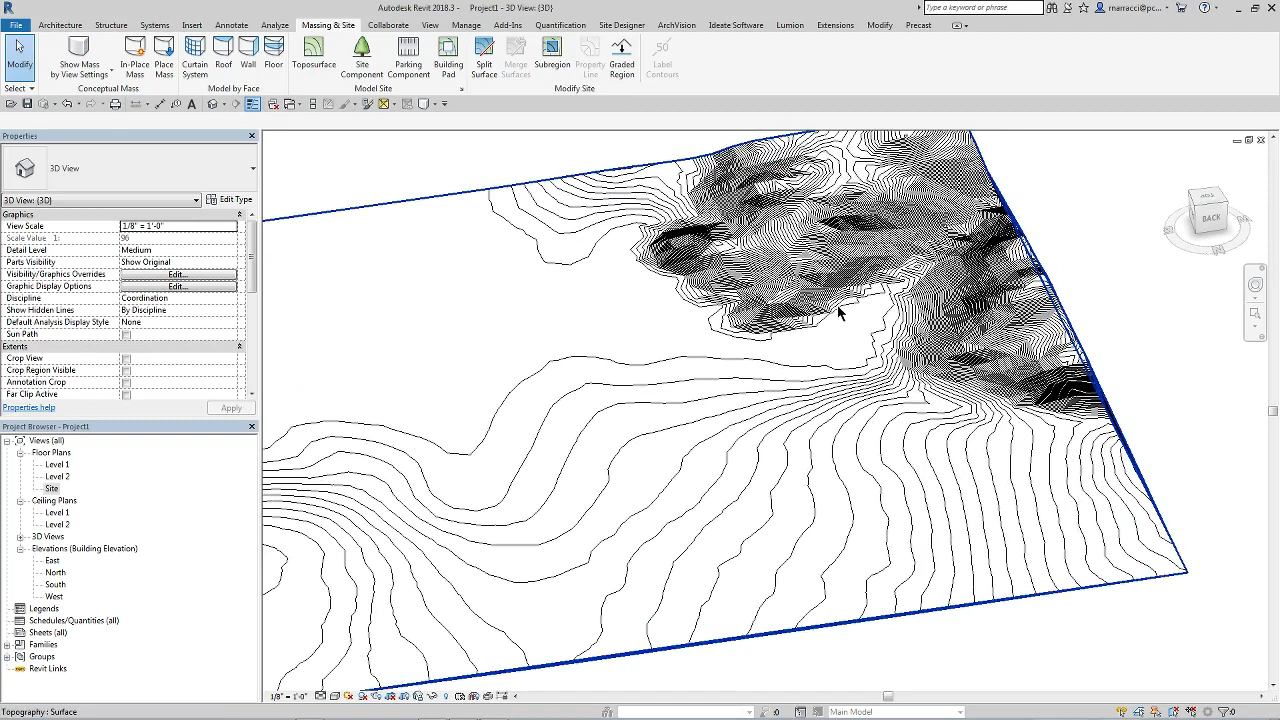 Autodesk Revit 2018.3 - Project1 - 3D View: {3D}
Type a keyword or phrase
rnarracci@pc...
File Architecture Structure Systems Insert Annotate Analyze Massing & Site Collaborate View Manage Add-Ins Quantification Site Designer ArchVision Software Lumion Extensions Modify Precast
Modify
Show Mass by View Settings
In-Place Mass
Place Mass
Curtain System
Roof
Wall
Floor
Toposurface
Site Component
Parking Component
Building Pad
Split Surface
Merge Surfaces
Subregion
Property Line
Graded Region
Label Contours
Select
Conceptual Mass
Model by Face
Model Site
Modify Site
Properties
3D View
3D View: {3D}
Edit Type
Graphics
View Scale 1/8" = 1'-0"
Scale Value 1: 96
Detail Level Medium
Parts Visibility Show Original
Visibility/Graphics Overrides Edit...
Graphic Display Options Edit...
Discipline Coordination
Show Hidden Lines By Discipline
Default Analysis Display Style None
Sun Path
Extents
Crop View
Crop Region Visible
Annotation Crop
Far Clip Active
Properties help
Apply
Project Browser - Project1
Views (all)
Floor Plans
Level 1
Level 2
Site
Ceiling Plans
Level 1
Level 2
3D Views
Elevations (Building Elevation)
East
North
South
West
Legends
Schedules/Quantities (all)
Sheets (all)
Families
Groups
Revit Links
TOP
BACK
1/8" = 1'-0"
Topography : Surface
:0
Main Model
:0